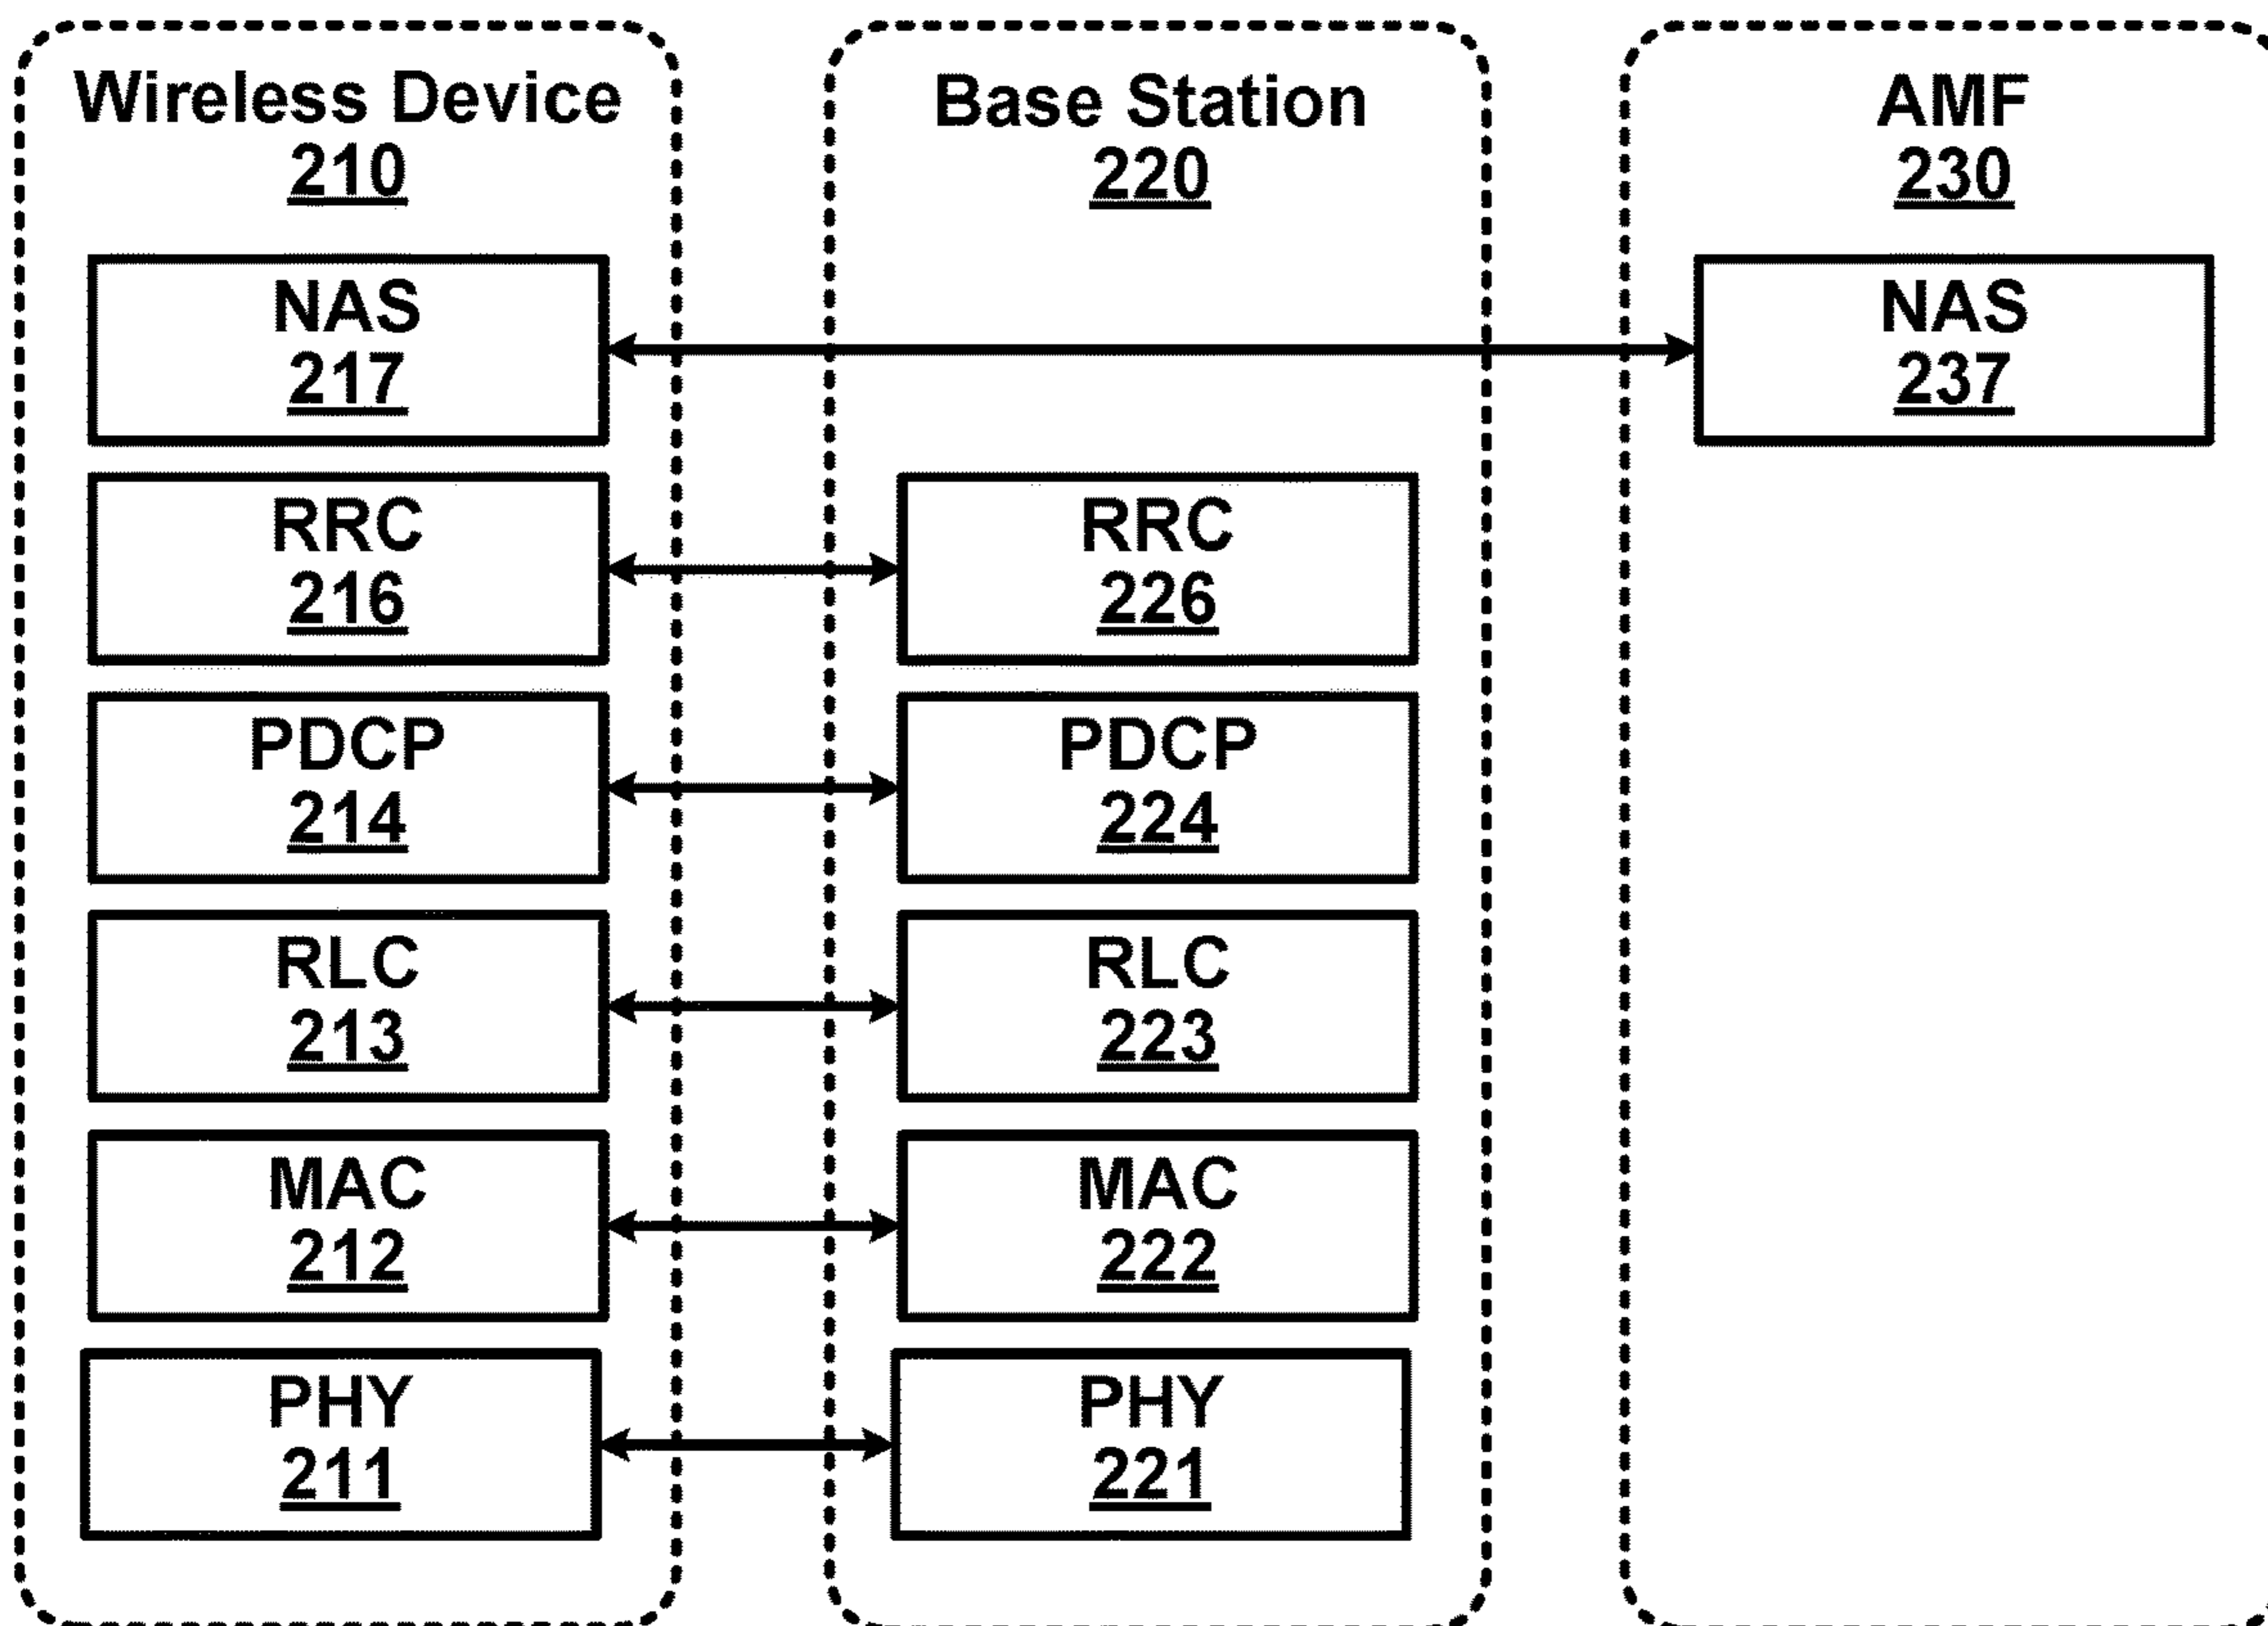 Wireless Device
210
Base Station
220
AMF
230
NAS
217
NAS
237
RRC
216
RRC
226
PDCP
214
PDCP
224
RLC
213
RLC
223
MAC
212
MAC
222
PHY
211
PHY
221